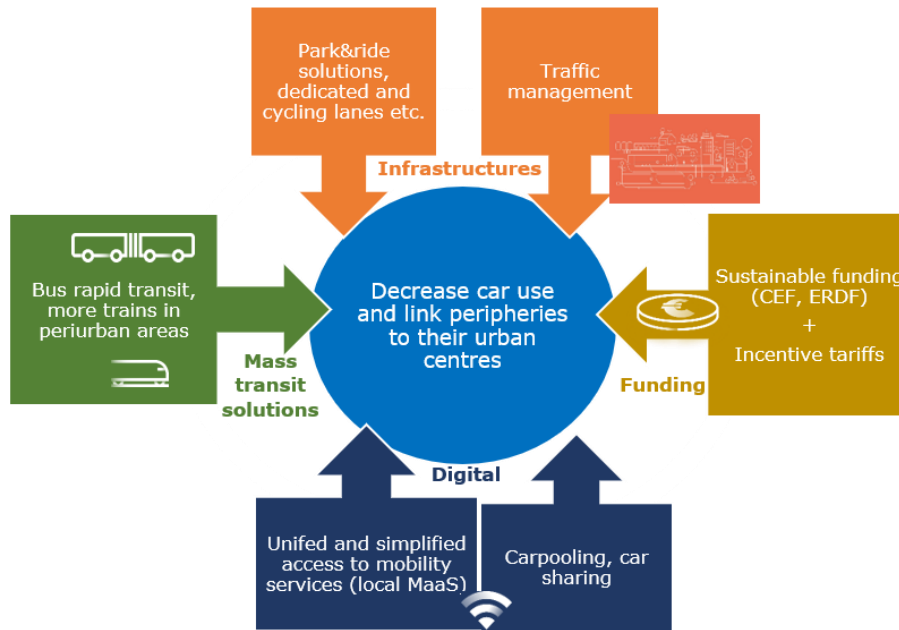 Park&ride
solutions,
dedicated and
cycling lanes etc.
Traffic
management
Infrastructures
Bus rapid transit,
more trains in
periurban areas
Mass
transit
solutions
Decrease car use
and link peripheries
to their urban
centres
Sustainable funding
(CEF, ERDF)
+
Incentive tariffs
Funding
€
Digital
Unifed and simplified
access to mobility
services (local MaaS)
Carpooling, car
sharing